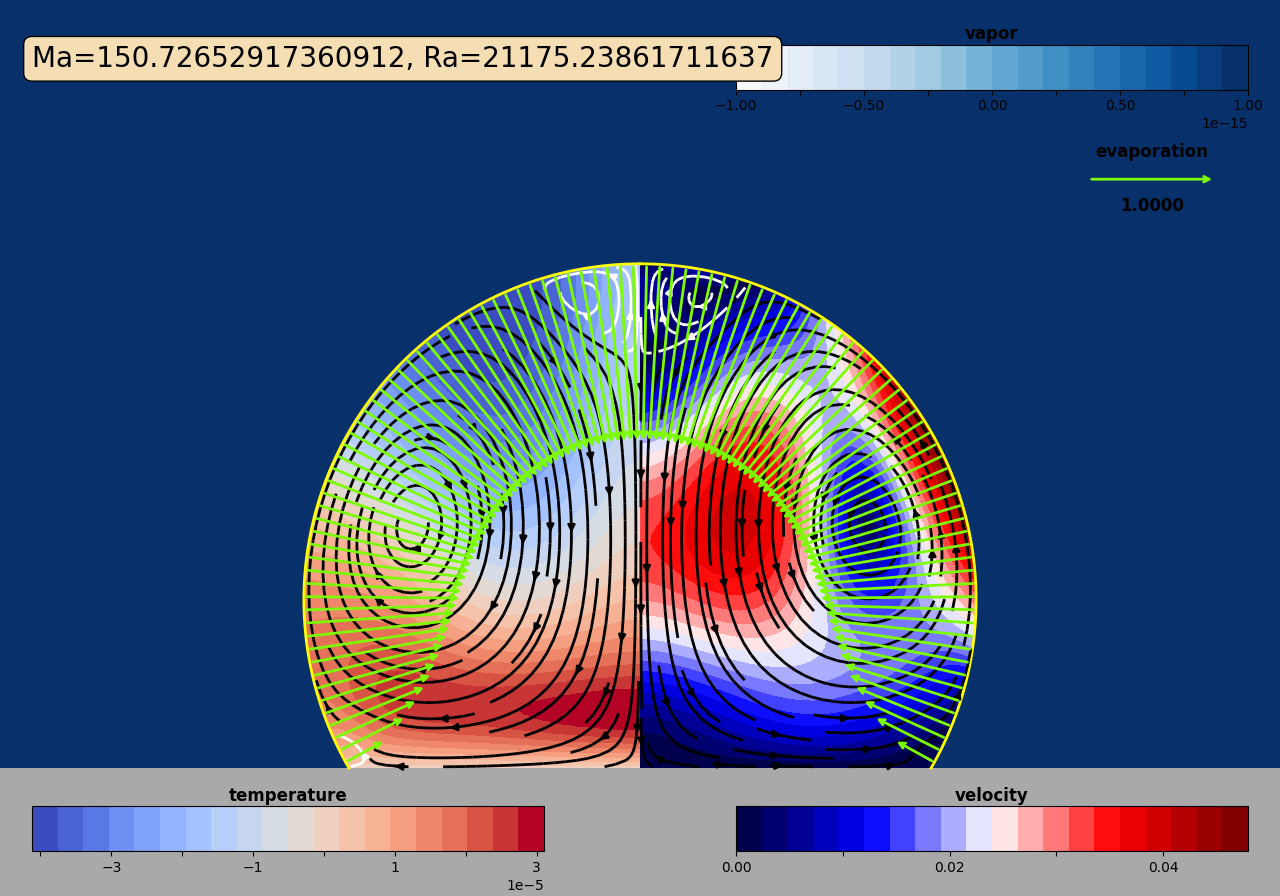 Ma=150.72652917360912, Ra=21175.23861711637
vapor
−1.00 −0.50 0.00 0.50 1.00
1e−15
evaporation
1.0000
temperature
−3 −1 1 3
1e−5
velocity
0.00 0.02 0.04